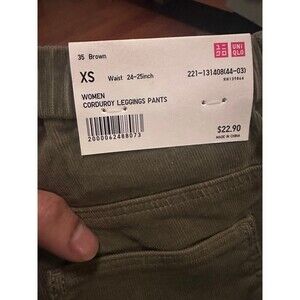 35 Brown
UNI
QLO
XS Waist 24-25inch
221-131408(44-03)
WOMEN
CORDUROY LEGGINGS PANTS
2000062488073
$22.90
MADE IN CHINA